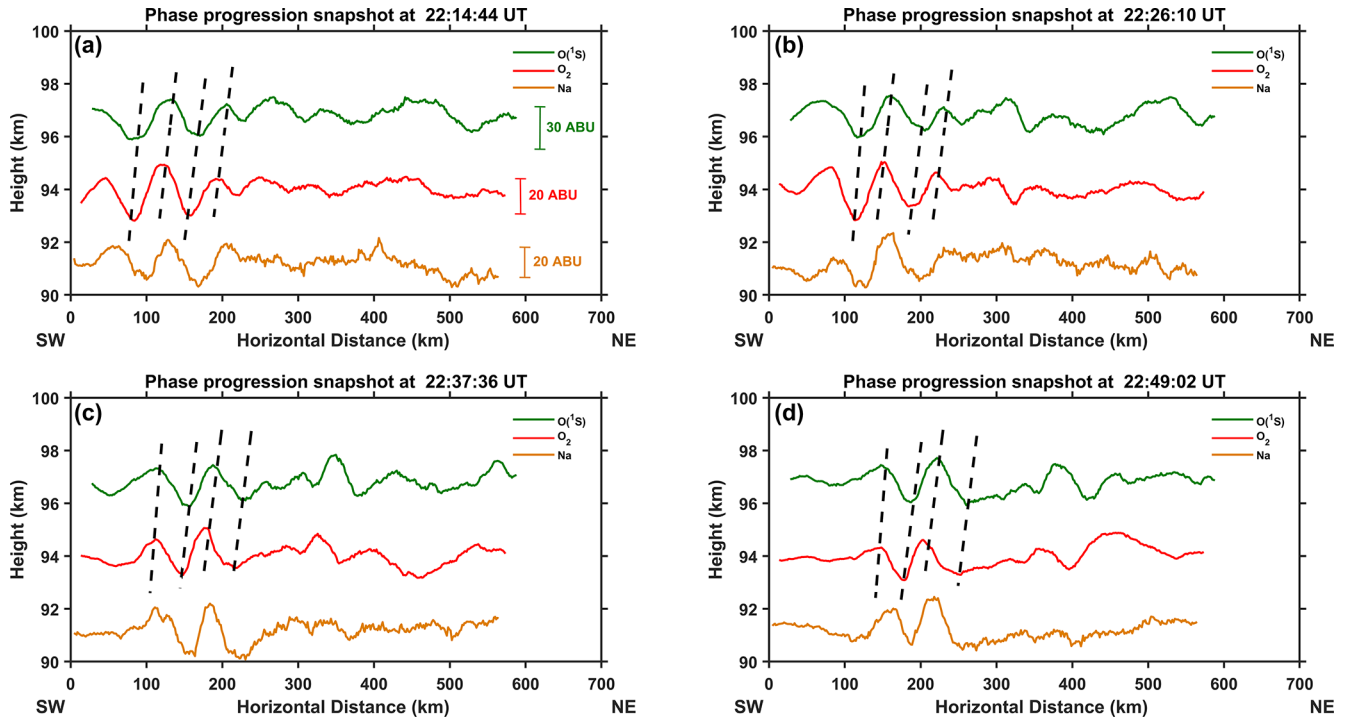 Phase progression snapshot at 22:14:44 UT
(a)
O(¹S)
O₂
Na
30 ABU
20 ABU
20 ABU
Height (km)
100
98
96
94
92
90
0 100 200 300 400 500 600 700
SW Horizontal Distance (km) NE
Phase progression snapshot at 22:26:10 UT
(b)
O(¹S)
O₂
Na
Height (km)
100
98
96
94
92
90
0 100 200 300 400 500 600 700
SW Horizontal Distance (km) NE
Phase progression snapshot at 22:37:36 UT
(c)
O(¹S)
O₂
Na
Height (km)
100
98
96
94
92
90
0 100 200 300 400 500 600 700
SW Horizontal Distance (km) NE
Phase progression snapshot at 22:49:02 UT
(d)
O(¹S)
O₂
Na
Height (km)
100
98
96
94
92
90
0 100 200 300 400 500 600 700
SW Horizontal Distance (km) NE